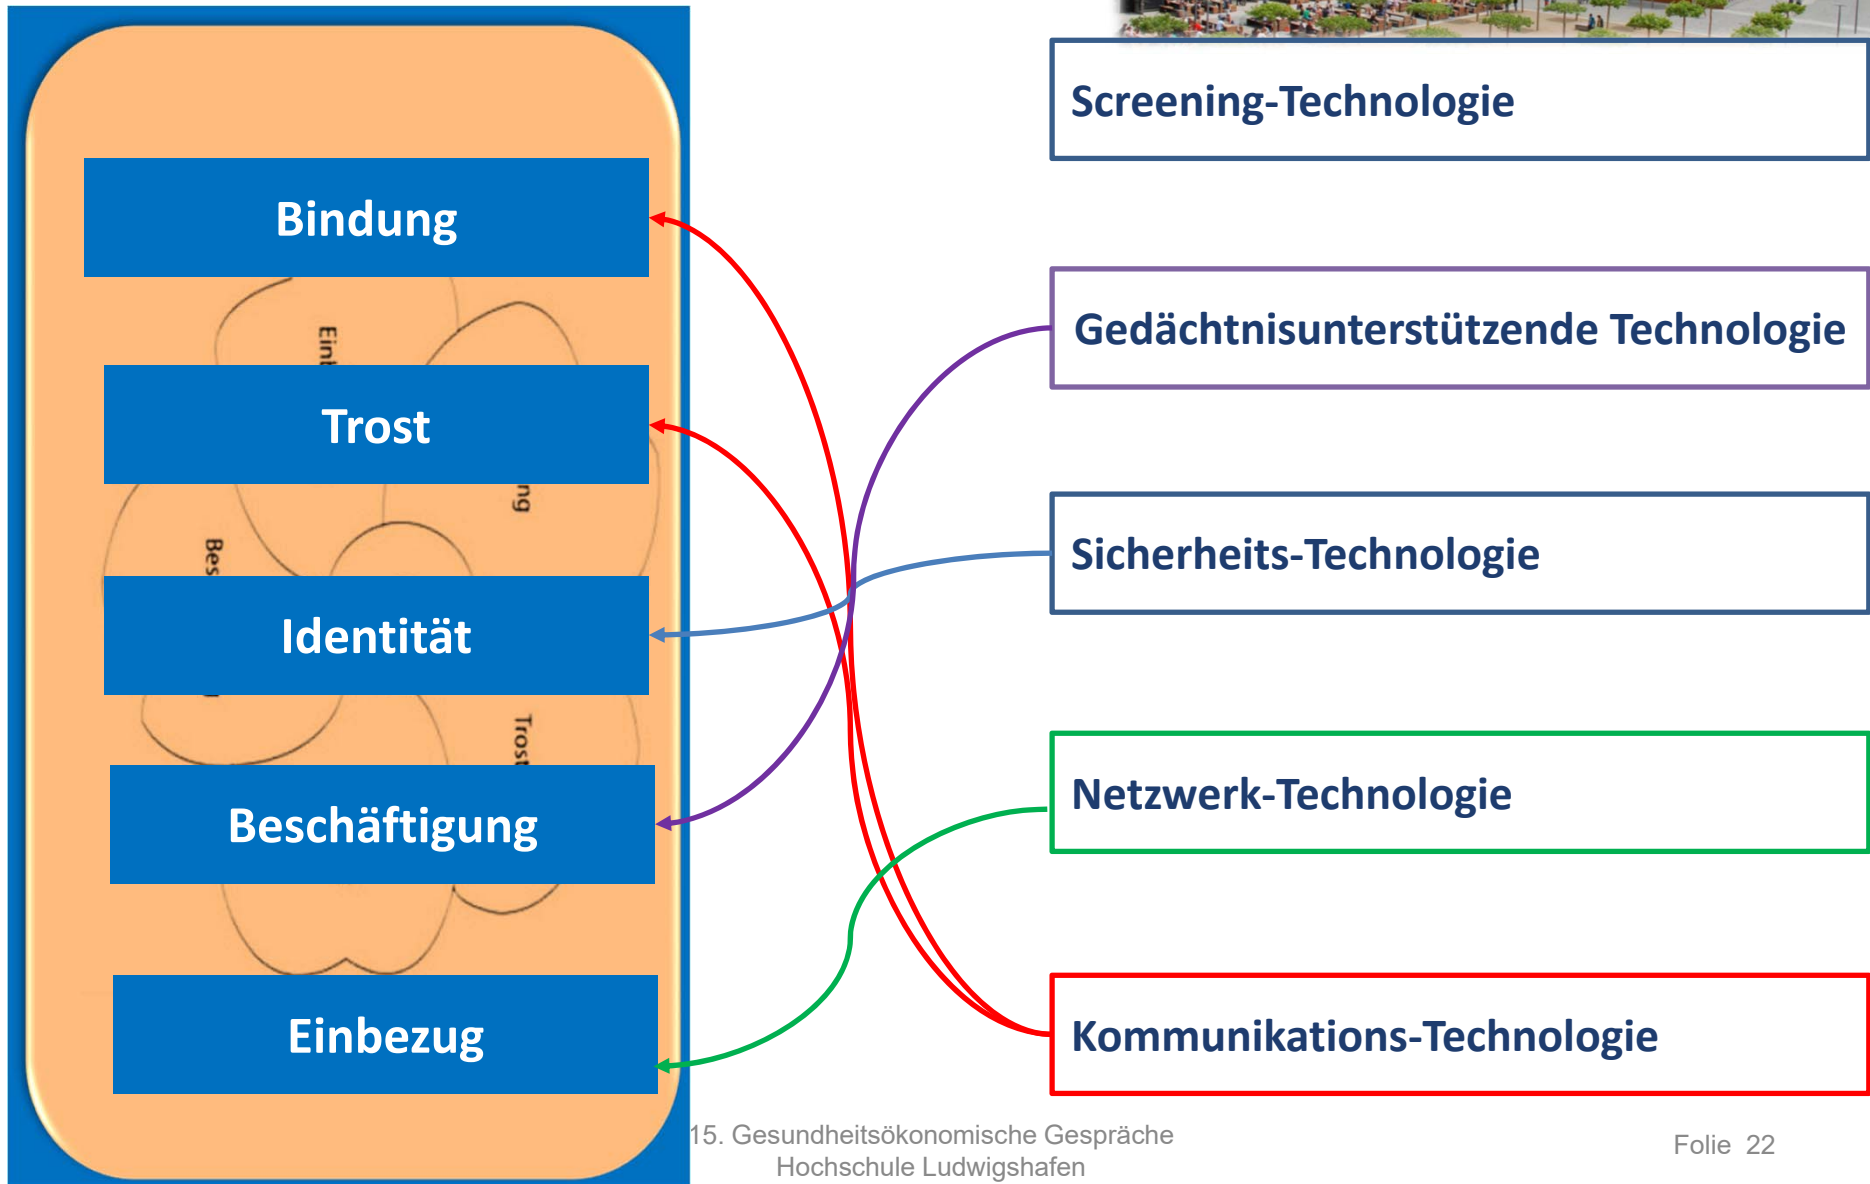 Bindung
Trost
Identität
Beschäftigung
Einbezug
Trost
Screening-Technologie
Gedächtnisunterstützende Technologie
Sicherheits-Technologie
Netzwerk-Technologie
Kommunikations-Technologie
15. Gesundheitsökonomische Gespräche
Hochschule Ludwigshafen
Folie 22